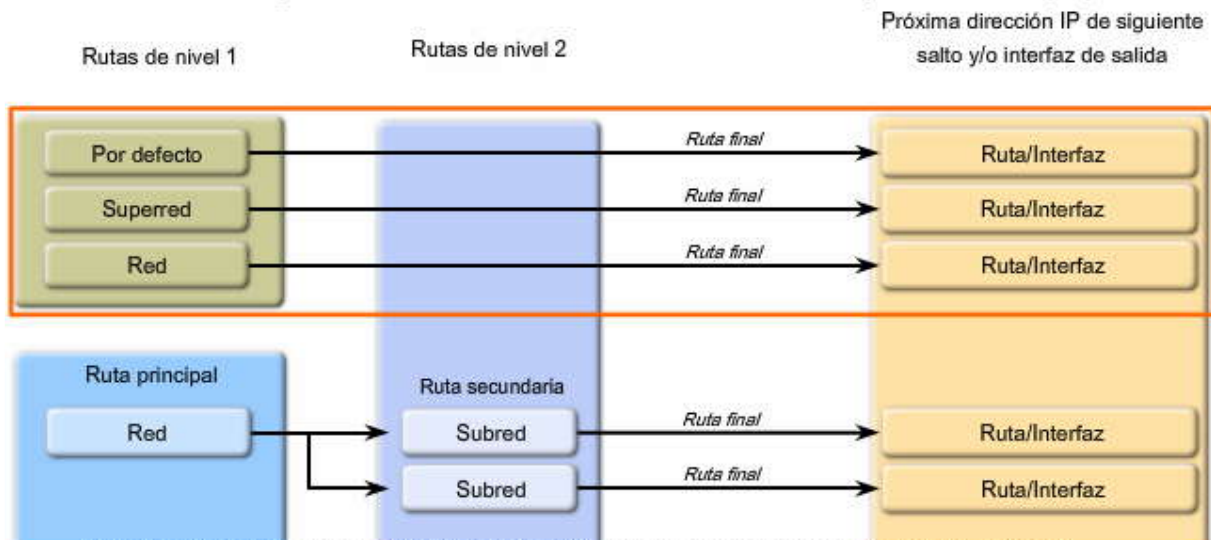 Rutas de nivel 1
Rutas de nivel 2
Próxima dirección IP de siguiente
salto y/o interfaz de salida
Por defecto
Ruta final
Ruta/Interfaz
Superred
Ruta final
Ruta/Interfaz
Red
Ruta final
Ruta/Interfaz
Ruta principal
Ruta secundaria
Red
Subred
Ruta final
Ruta/Interfaz
Subred
Ruta final
Ruta/Interfaz